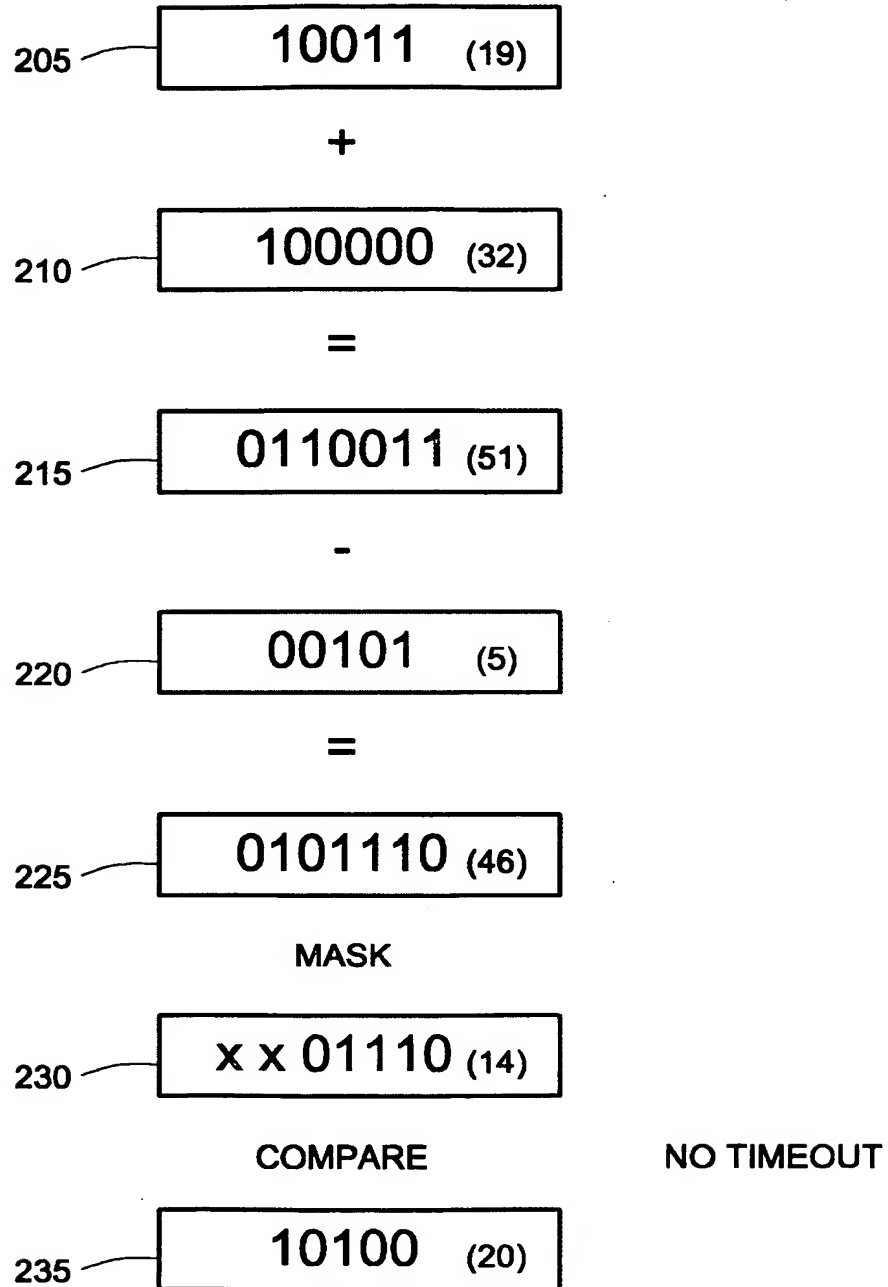 205 10011 (19)
+
210 100000 (32)
=
215 0110011 (51)
-
220 00101 (5)
=
225 0101110 (46)
MASK
230 x x 01110 (14)
COMPARE NO TIMEOUT
235 10100 (20)